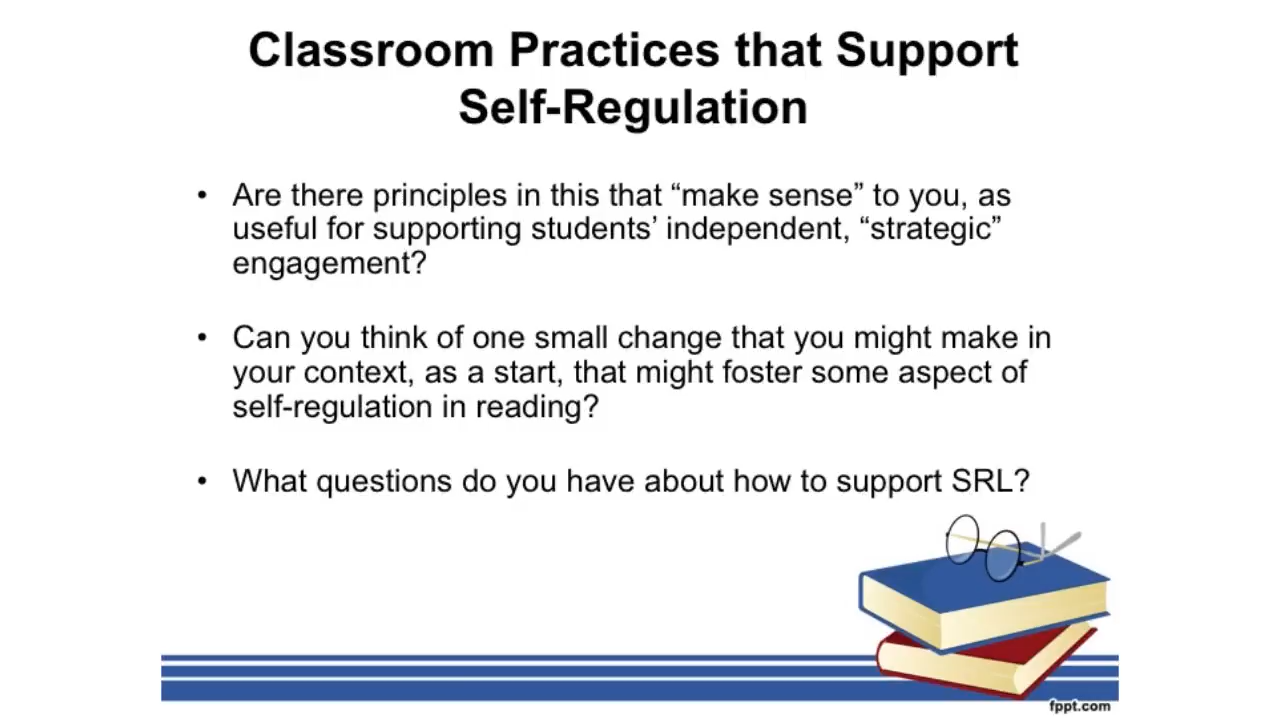 Classroom Practices that Support
Self-Regulation
• Are there principles in this that “make sense” to you, as
useful for supporting students’ independent, “strategic”
engagement?
• Can you think of one small change that you might make in
your context, as a start, that might foster some aspect of
self-regulation in reading?
• What questions do you have about how to support SRL?
fppt.com